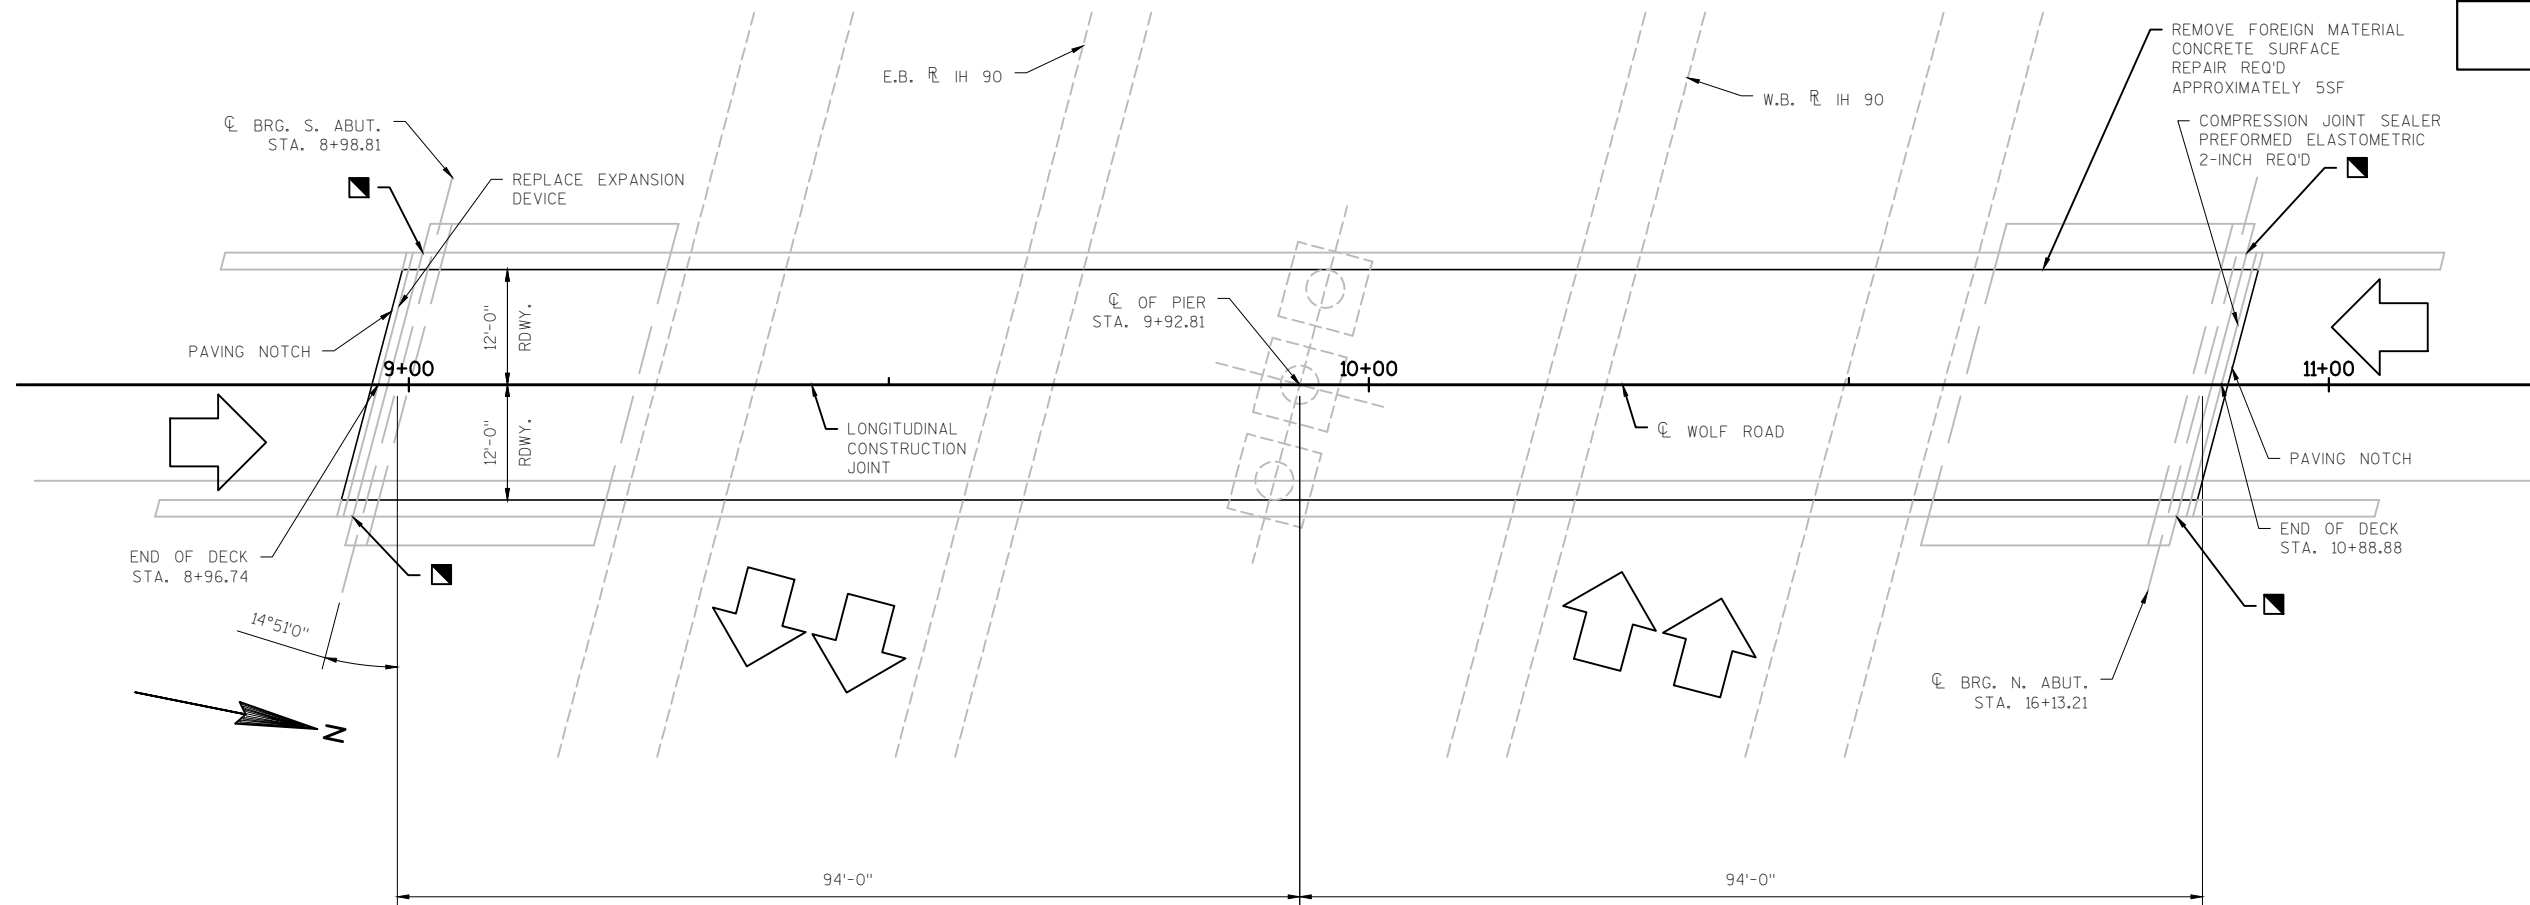 REMOVE FOREIGN MATERIAL
CONCRETE SURFACE
REPAIR REQ'D
APPROXIMATELY 5SF
E.B. R/L IH 90
W.B. R/L IH 90
℄ BRG. S. ABUT.
STA. 8+98.81
COMPRESSION JOINT SEALER
PREFORMED ELASTOMETRIC
2-INCH REQ'D
REPLACE EXPANSION
DEVICE
℄ OF PIER
STA. 9+92.81
12'-0"
RDWY.
PAVING NOTCH
9+00
10+00
11+00
12'-0"
RDWY.
LONGITUDINAL
CONSTRUCTION
JOINT
℄ WOLF ROAD
PAVING NOTCH
END OF DECK
STA. 8+96.74
END OF DECK
STA. 10+88.88
14°51'0"
N
℄ BRG. N. ABUT.
STA. 16+13.21
94'-0"
94'-0"